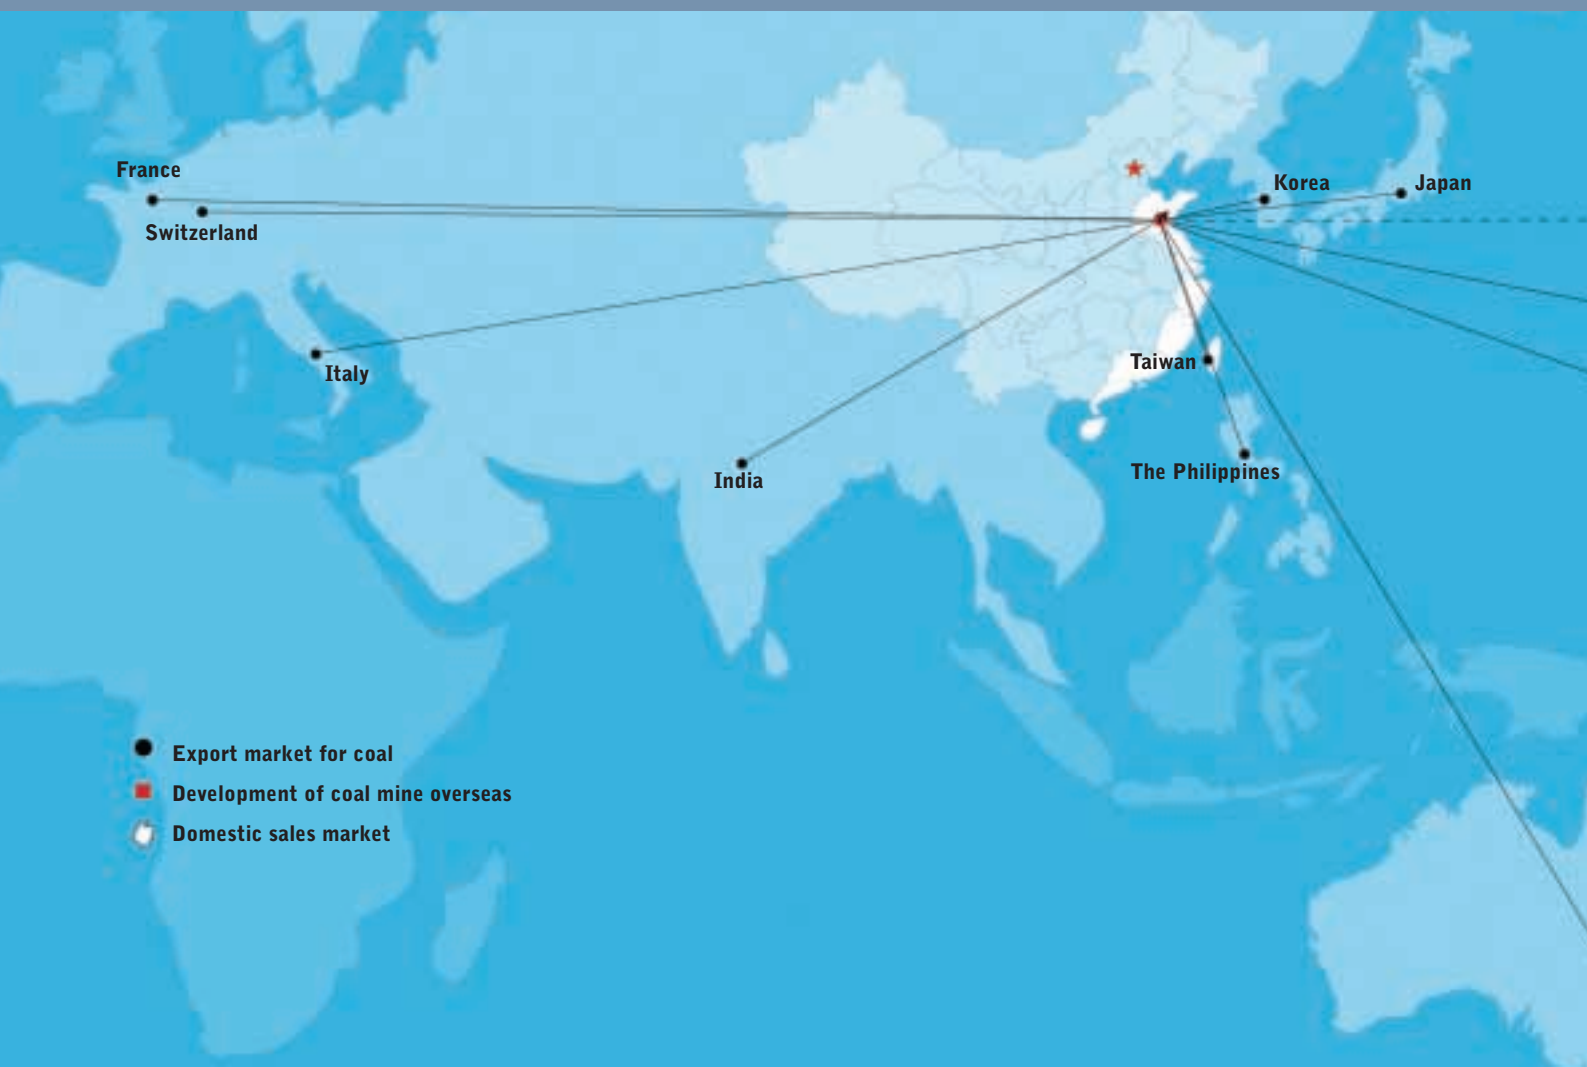 France
Korea
Japan
Switzerland
Taiwan
Italy
The Philippines
India
Export market for coal
Development of coal mine overseas
Domestic sales market